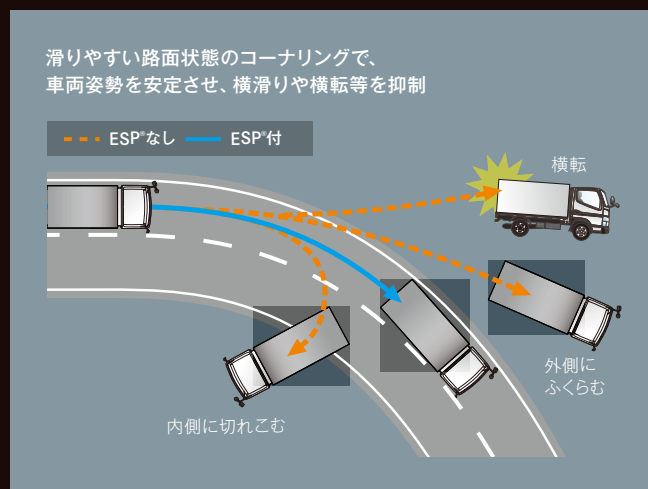 滑りやすい路面状態のコーナリングで、
車両姿勢を安定させ、横滑りや横転等を抑制
ESP®なし ESP®付
横転
外側に
ふくらむ
内側に切れこむ